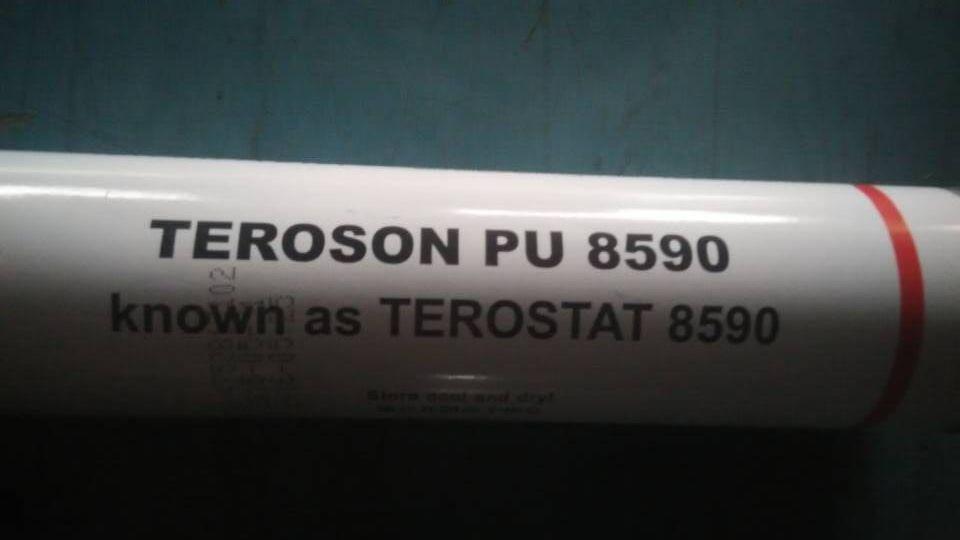 TEROSON PU 8590
known as TEROSTAT 8590
Store cool and dry!